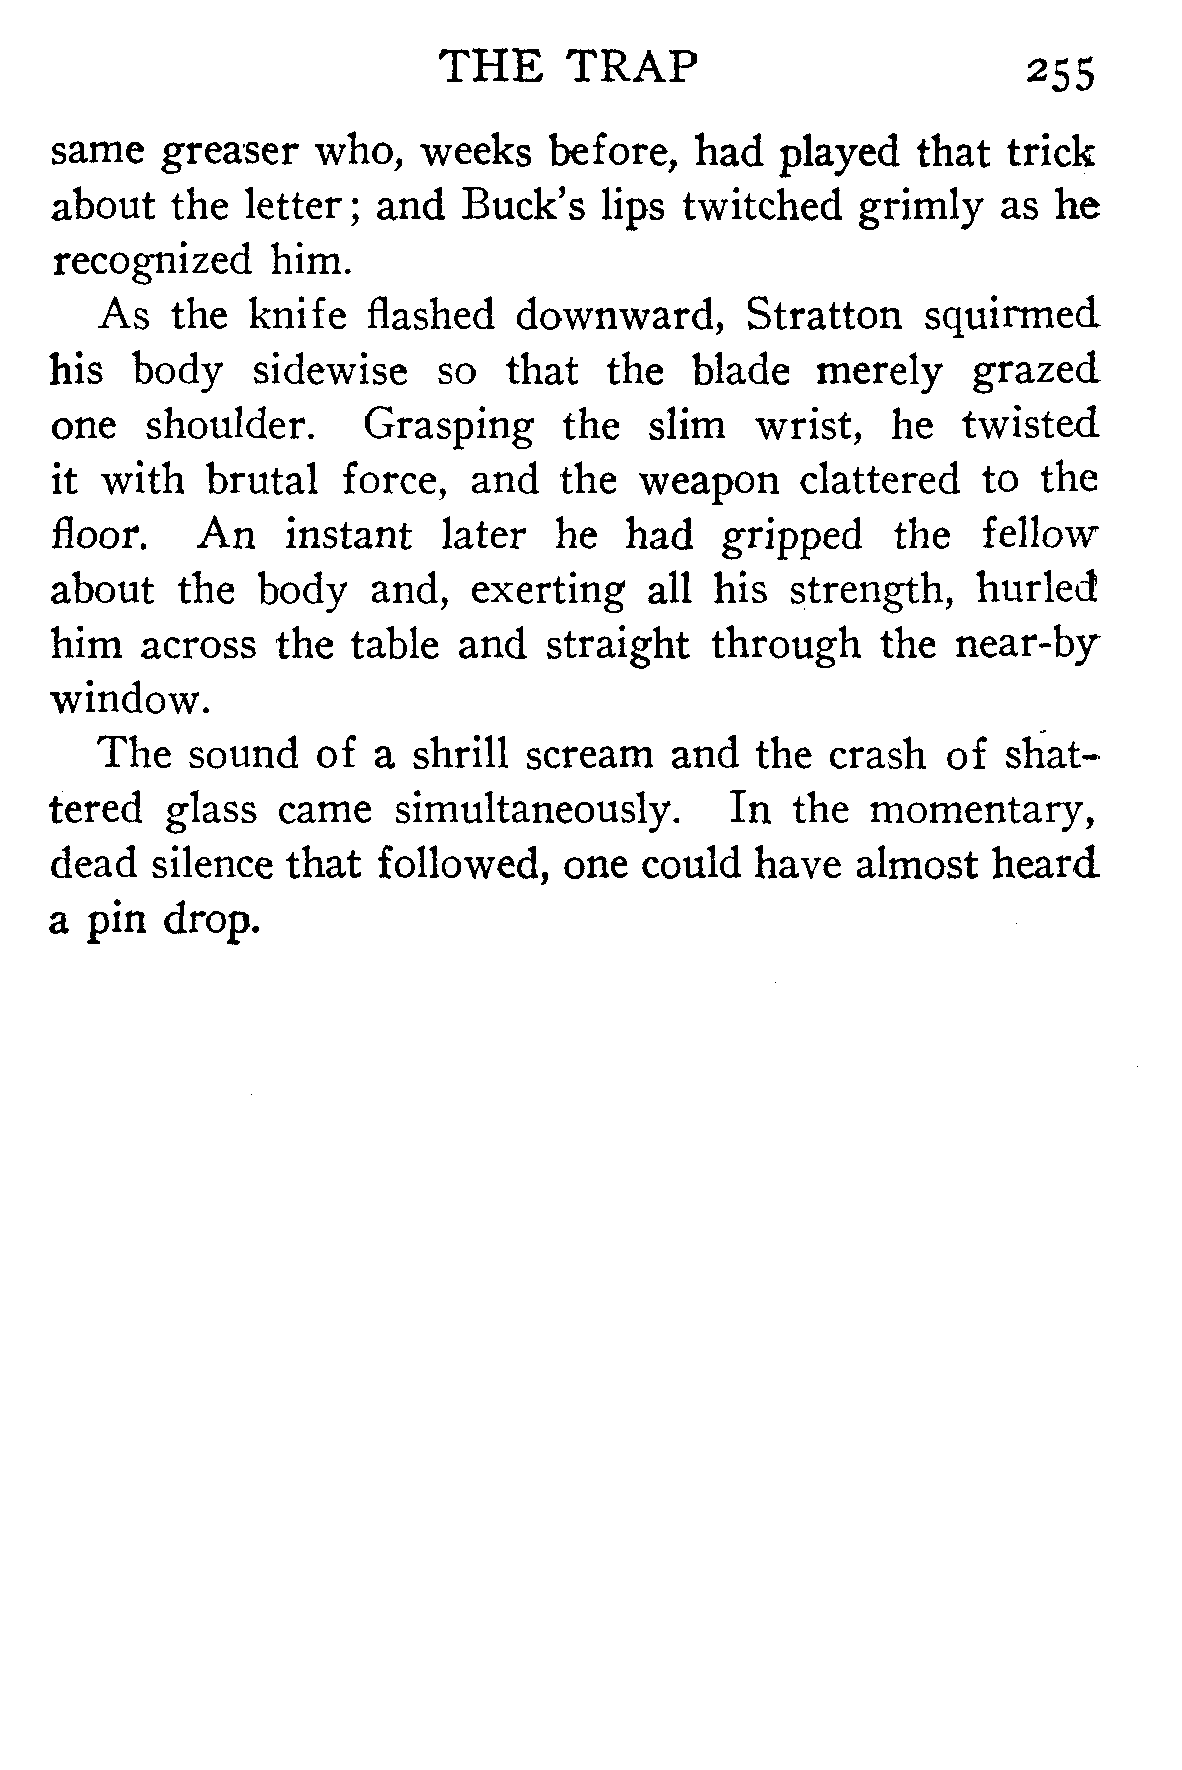 THE TRAP 255
same greaser who, weeks before, had played that trick
about the letter; and Buck's lips twitched grimly as he
recognized him.
As the knife flashed downward, Stratton squirmed
his body sidewise so that the blade merely grazed
one shoulder. Grasping the slim wrist, he twisted
it with brutal force, and the weapon clattered to the
floor. An instant later he had gripped the fellow
about the body and, exerting all his strength, hurled
him across the table and straight through the near-by
window.
The sound of a shrill scream and the crash of shat-
tered glass came simultaneously. In the momentary,
dead silence that followed, one could have almost heard
a pin drop.